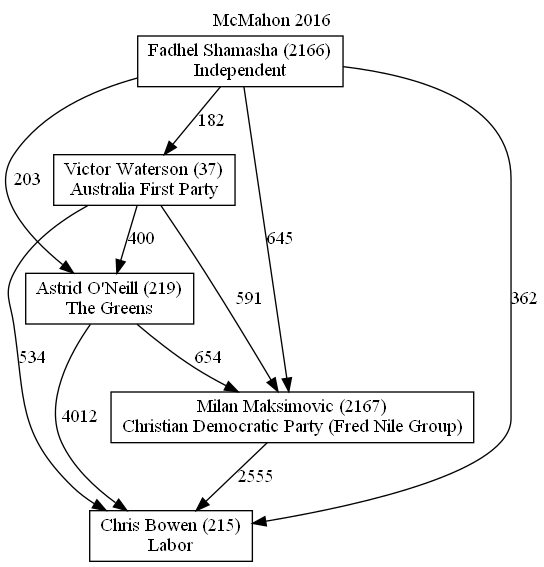 McMahon 2016
Fadhel Shamasha (2166)
Independent
182
203
Victor Waterson (37)
Australia First Party
400
645
591
362
Astrid O'Neill (219)
The Greens
534
654
4012
Milan Maksimovic (2167)
Christian Democratic Party (Fred Nile Group)
2555
Chris Bowen (215)
Labor